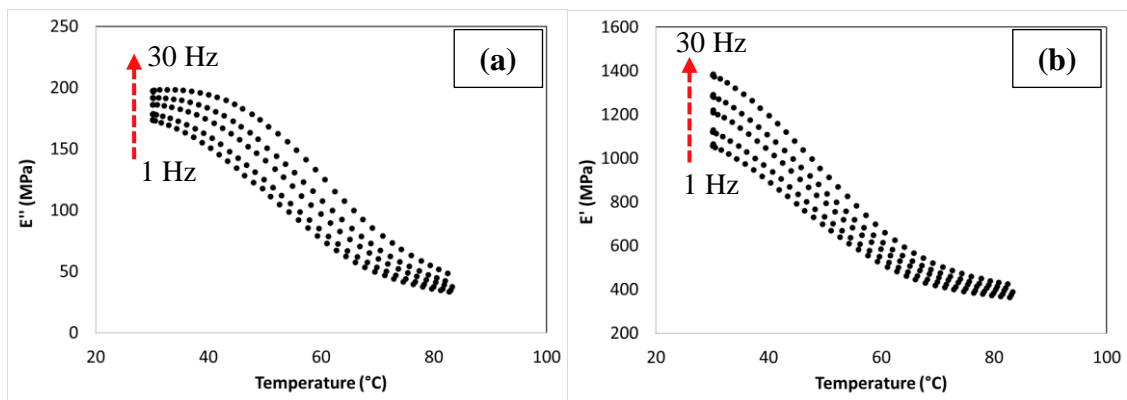 250
200
150
100
50
0
E'' (MPa)
30 Hz
1 Hz
(a)
20 40 60 80 100
Temperature (°C)
1600
1400
1200
1000
800
600
400
200
E' (MPa)
30 Hz
1 Hz
(b)
20 40 60 80 100
Temperature (°C)